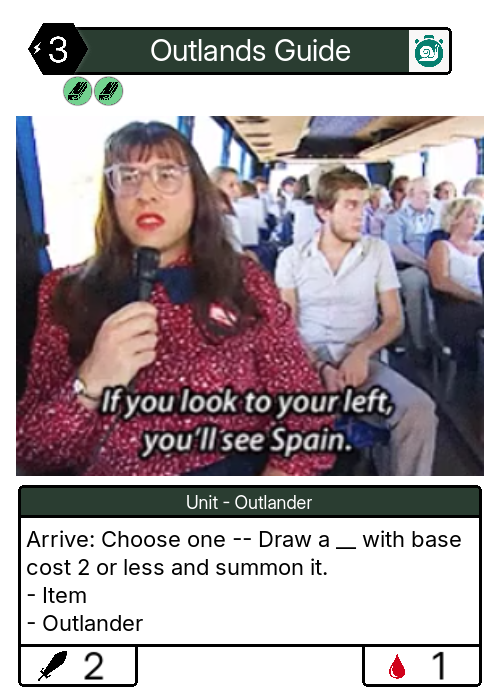 3
Outlands Guide
If you look to your left,
you'll see Spain.
Unit - Outlander
Arrive: Choose one -- Draw a __ with base
cost 2 or less and summon it.
- Item
- Outlander
2
1